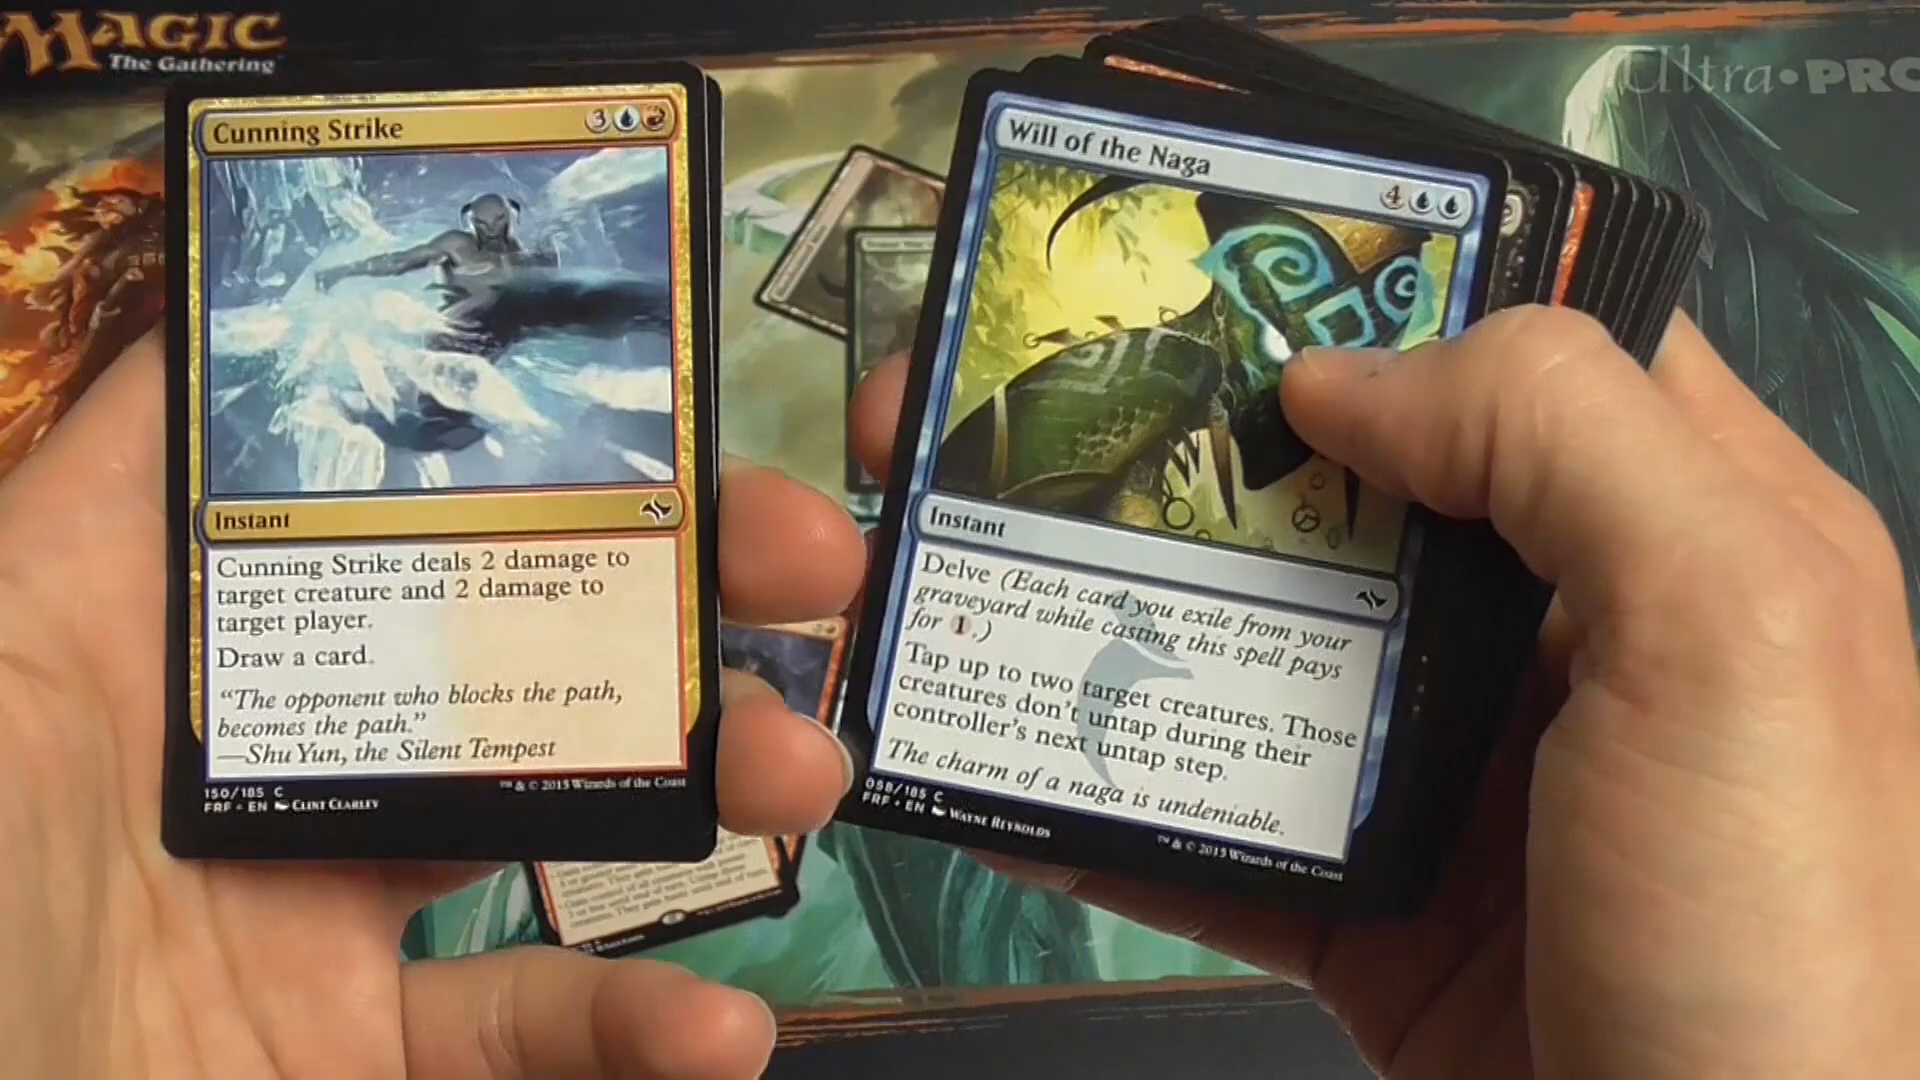 MAGIC
The Gathering
Ultra•PRO
Cunning Strike
3
Instant
Cunning Strike deals 2 damage to
target creature and 2 damage to
target player.
Draw a card.
“The opponent who blocks the path,
becomes the path.”
—Shu Yun, the Silent Tempest
150/185 C
FRF • EN CLINT CEARLEY
™ & © 2015 Wizards of the Coast
Will of the Naga
4
Instant
Delve (Each card you exile from your
graveyard while casting this spell pays
for 1.)
Tap up to two target creatures. Those
creatures don't untap during their
controller's next untap step.
The charm of a naga is undeniable.
058/185 C
FRF • EN WAYNE REYNOLDS
™ & © 2015 Wizards of the Coast